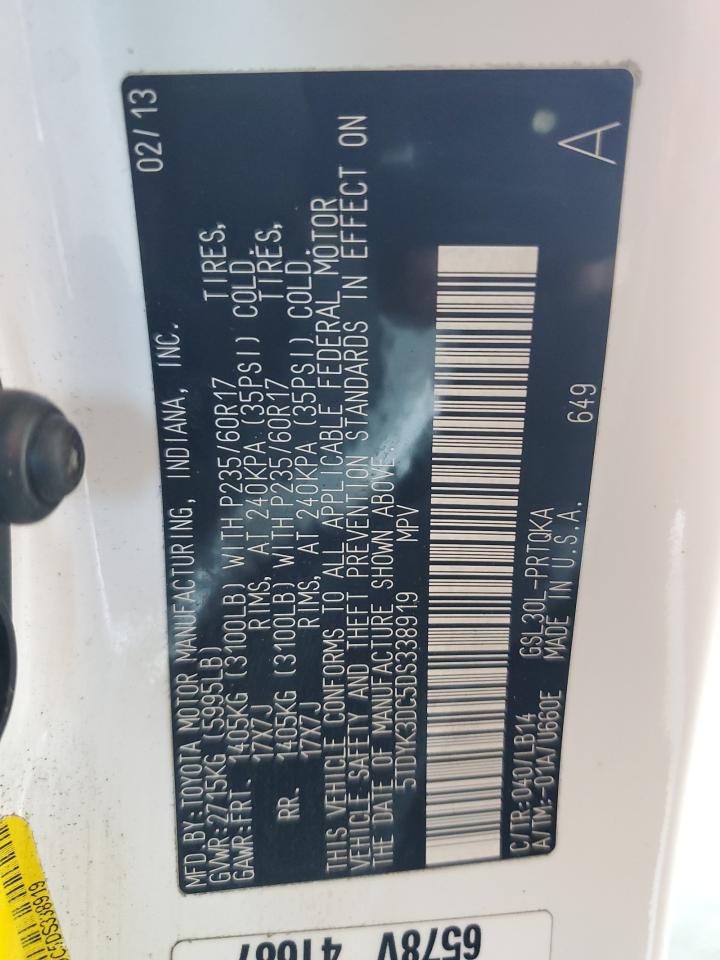 MFD BY:TOYOTA MOTOR MANUFACTURING, INDIANA, INC. 02/13
GVWR:2715KG (5995LB)
GAWR:FRT. 1405KG (3100LB) WITH P235/60R17 TIRES,
17X7J RIMS, AT 240KPA (35PSI) COLD.
RR. 1405KG (3100LB) WITH P235/60R17 TIRES,
17X7J RIMS, AT 240KPA (35PSI) COLD.
THIS VEHICLE CONFORMS TO ALL APPLICABLE FEDERAL MOTOR
VEHICLE SAFETY AND THEFT PREVENTION STANDARDS IN EFFECT ON
THE DATE OF MANUFACTURE SHOWN ABOVE.
5TDYK3DC5DS338919 MPV
C/TR:040/LB14 GSL30L-PRTQKA 649 A
A/TM:-01A/U660E MADE IN U.S.A.
C5DS338919
6578V 41687